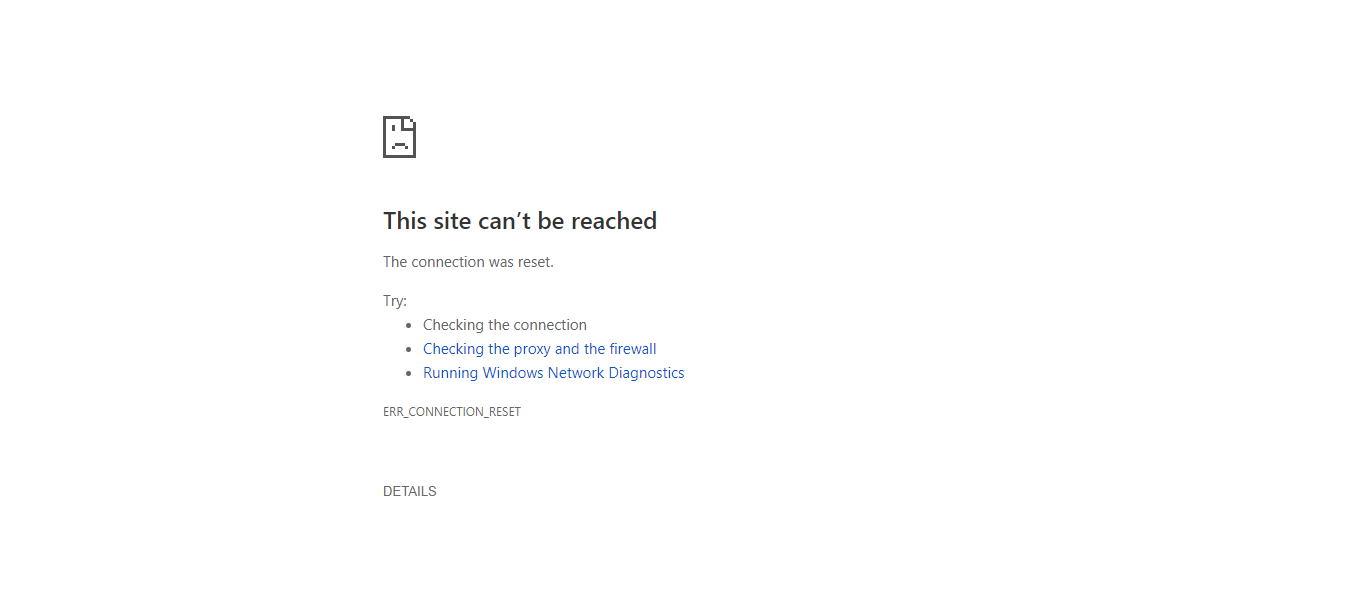 This site can’t be reached
The connection was reset.
Try:
Checking the connection
Checking the proxy and the firewall
Running Windows Network Diagnostics
ERR_CONNECTION_RESET
DETAILS